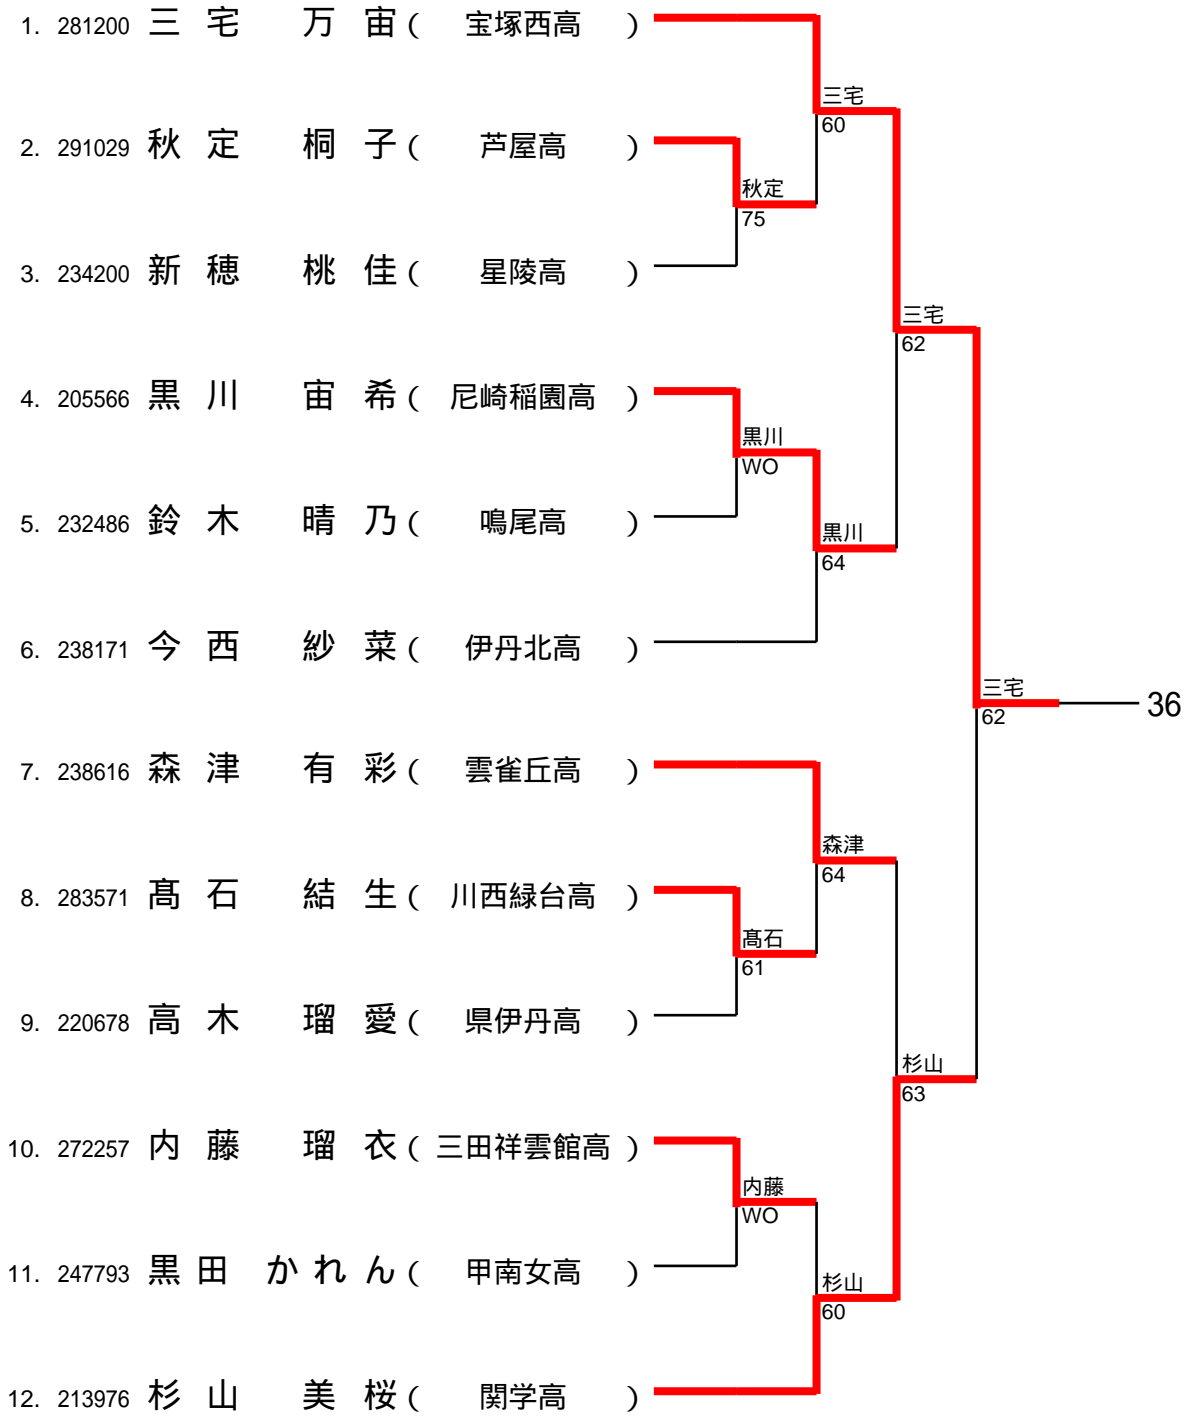 1. 281200 三宅 万宙 ( 宝塚西高 )
三宅
60
2. 291029 秋定 桐子 ( 芦屋高 )
秋定
75
3. 234200 新穂 桃佳 ( 星陵高 )
三宅
62
4. 205566 黒川 宙希 ( 尼崎稲園高 )
黒川
WO
5. 232486 鈴木 晴乃 ( 鳴尾高 )
黒川
64
6. 238171 今西 紗菜 ( 伊丹北高 )
三宅
62
36
7. 238616 森津 有彩 ( 雲雀丘高 )
森津
64
8. 283571 髙石 結生 ( 川西緑台高 )
髙石
61
9. 220678 高木 瑠愛 ( 県伊丹高 )
杉山
63
10. 272257 内藤 瑠衣 ( 三田祥雲館高 )
内藤
WO
11. 247793 黒田 かれん ( 甲南女高 )
杉山
60
12. 213976 杉山 美桜 ( 関学高 )